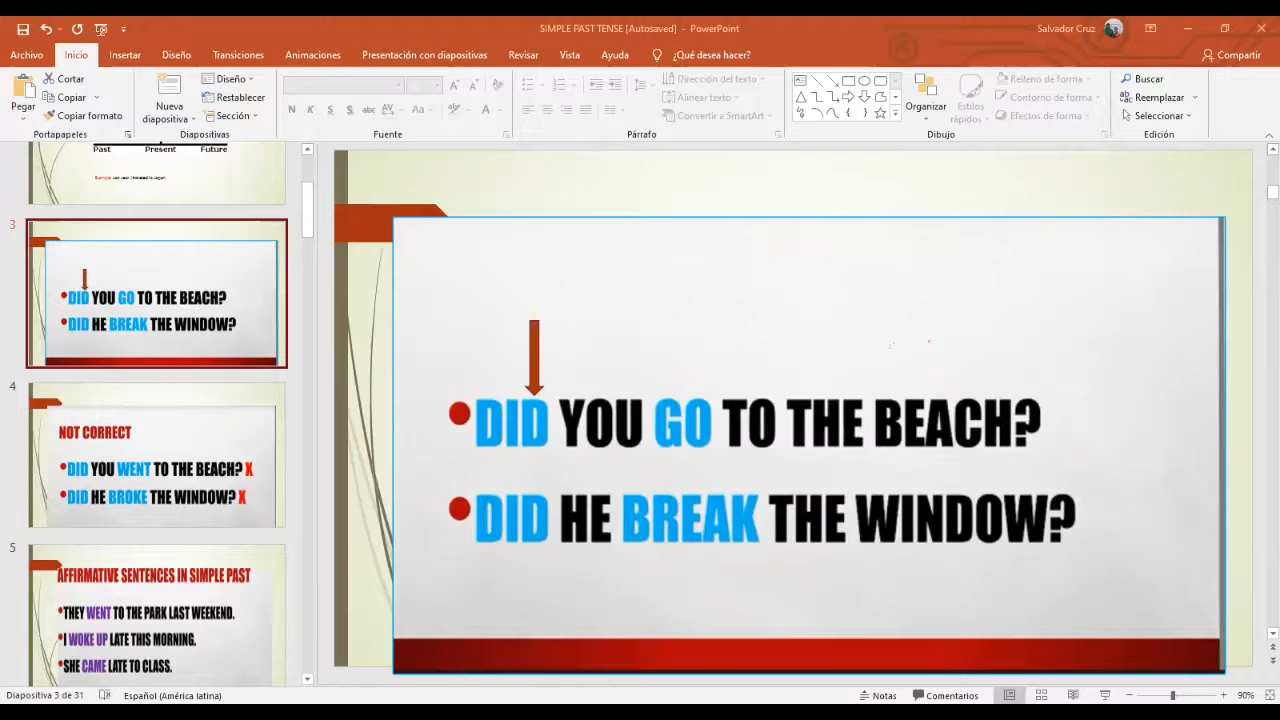 SIMPLE PAST TENSE [Autosaved] - PowerPoint
Salvador Cruz
Archivo Inicio Insertar Diseño Transiciones Animaciones Presentación con diapositivas Revisar Vista Ayuda ¿Qué desea hacer? Compartir
Pegar
Cortar
Copiar
Copiar formato
Portapapeles
Nueva
diapositiva
Diseño
Restablecer
Sección
Diapositivas
N K S S abc AV Aa A
Fuente
Dirección del texto
Alinear texto
Convertir a SmartArt
Párrafo
Organizar
Estilos
rápidos
Relleno de forma
Contorno de forma
Efectos de forma
Dibujo
Buscar
Reemplazar
Seleccionar
Edición
Past Present Future
3
DID YOU GO TO THE BEACH?
DID HE BREAK THE WINDOW?
4
NOT CORRECT
DID YOU WENT TO THE BEACH? X
DID HE BROKE THE WINDOW? X
5
AFFIRMATIVE SENTENCES IN SIMPLE PAST
THEY WENT TO THE PARK LAST WEEKEND.
I WOKE UP LATE THIS MORNING.
SHE CAME LATE TO CLASS.
DID YOU GO TO THE BEACH?
DID HE BREAK THE WINDOW?
Diapositiva 3 de 31 Español (América latina) Notas Comentarios 90%